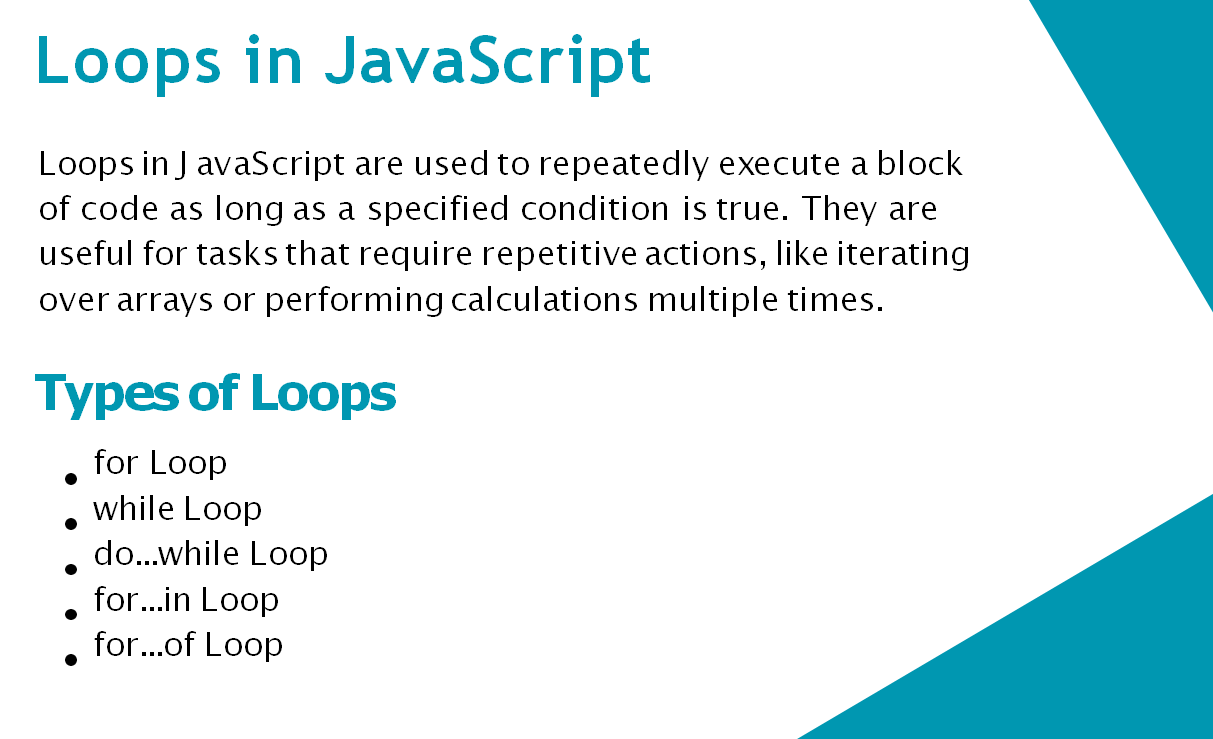 Loops in JavaScript
Loops in JavaScript are used to repeatedly execute a block
of code as long as a specified condition is true. They are
useful for tasks that require repetitive actions, like iterating
over arrays or performing calculations multiple times.
Types of Loops
• for Loop
• while Loop
• do...while Loop
• for...in Loop
• for...of Loop